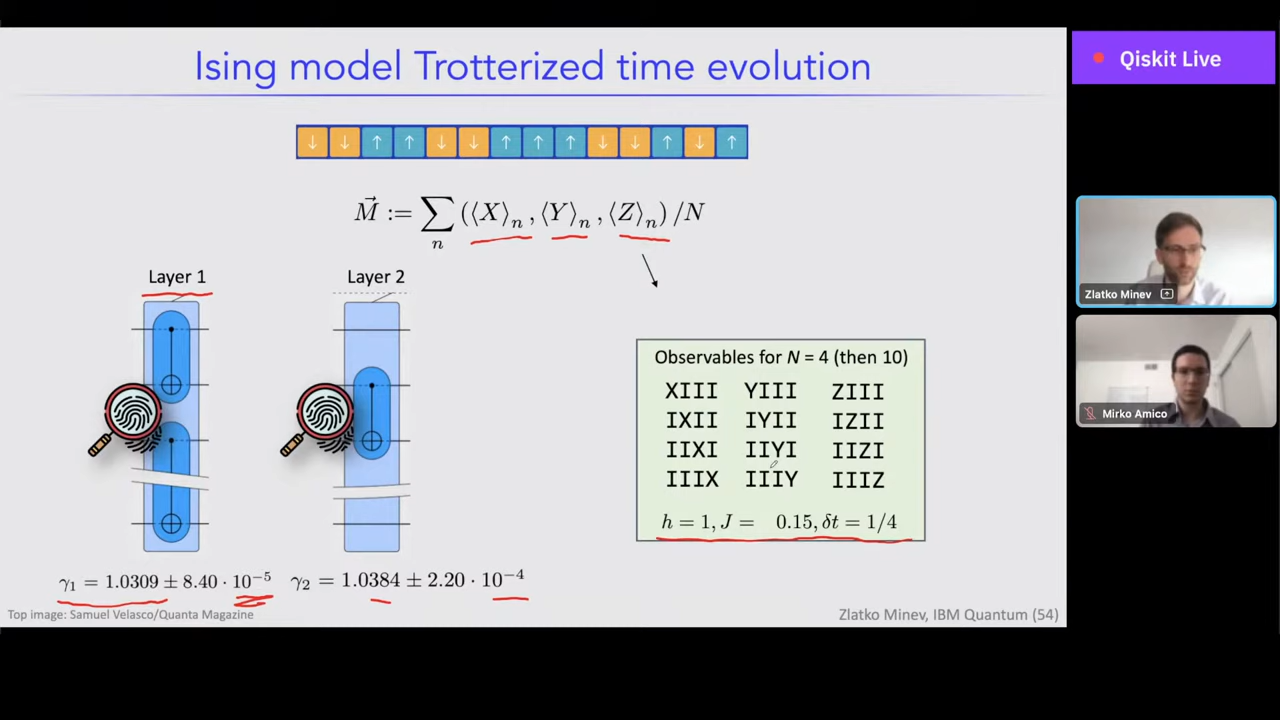 Ising model Trotterized time evolution
Qiskit Live
↓ ↓ ↑ ↑ ↓ ↓ ↑ ↑ ↑ ↓ ↓ ↑ ↓ ↑
M⃗ := ∑ₙ (⟨X⟩ₙ, ⟨Y⟩ₙ, ⟨Z⟩ₙ) /N
Layer 1
Layer 2
Zlatko Minev
Observables for N = 4 (then 10)
XIII YIII ZIII
IXII IYII IZII
IIXI IIYI IIZI
IIIX IIIY IIIZ
h = 1, J = 0.15, δt = 1/4
Mirko Amico
γ₁ = 1.0309 ± 8.40 · 10⁻⁵
γ₂ = 1.0384 ± 2.20 · 10⁻⁴
Top image: Samuel Velasco/Quanta Magazine
Zlatko Minev, IBM Quantum (54)